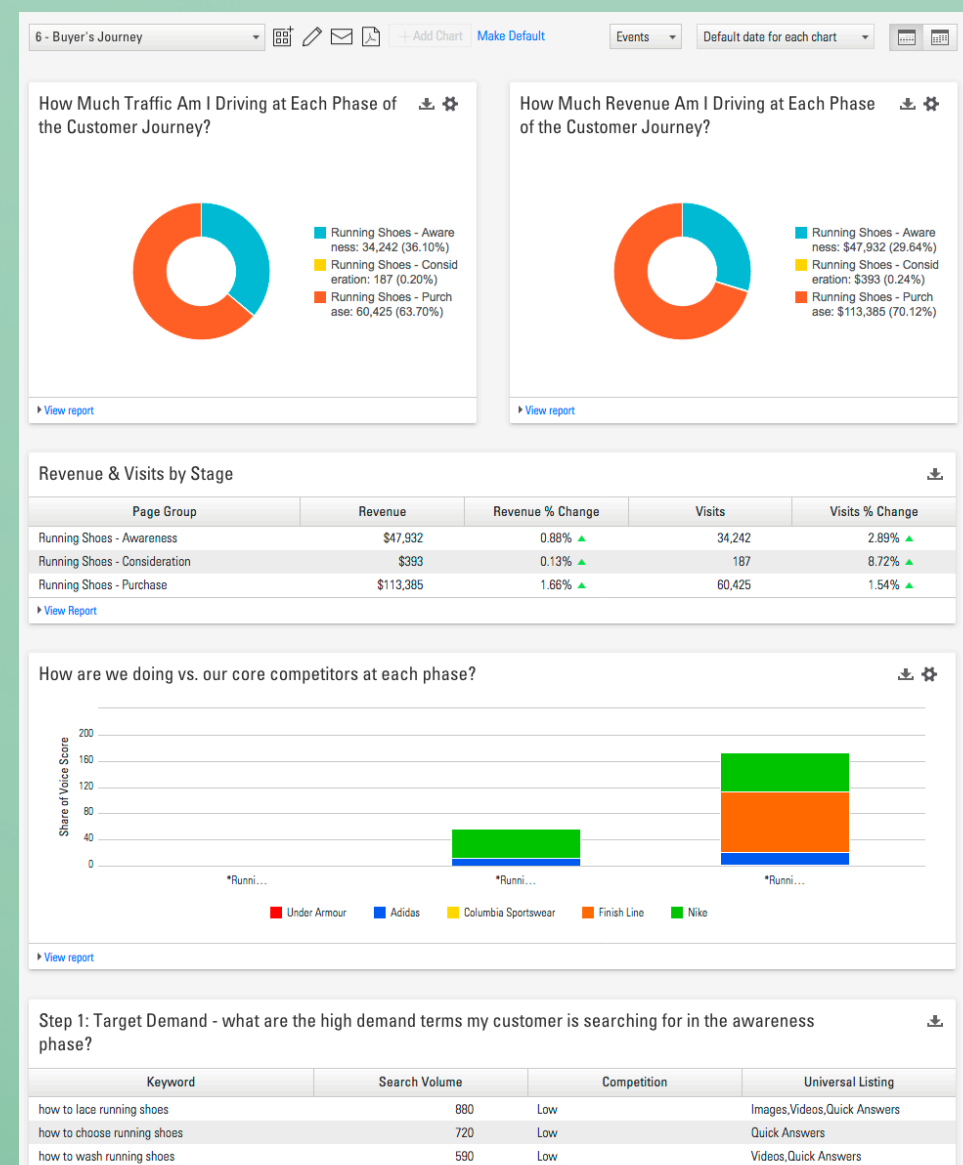 6 - Buyer's Journey
+ Add Chart
Make Default
Events
Default date for each chart
How Much Traffic Am I Driving at Each Phase of
the Customer Journey?
Running Shoes - Aware
ness: 34,242 (36.10%)
Running Shoes - Consid
eration: 187 (0.20%)
Running Shoes - Purch
ase: 60,425 (63.70%)
View report
How Much Revenue Am I Driving at Each Phase
of the Customer Journey?
Running Shoes - Aware
ness: $47,932 (29.64%)
Running Shoes - Consid
eration: $393 (0.24%)
Running Shoes - Purch
ase: $113,385 (70.12%)
View report
Revenue & Visits by Stage
Page Group Revenue Revenue % Change Visits Visits % Change
Running Shoes - Awareness $47,932 0.88% 34,242 2.89%
Running Shoes - Consideration $393 0.13% 187 8.72%
Running Shoes - Purchase $113,385 1.66% 60,425 1.54%
View Report
How are we doing vs. our core competitors at each phase?
Share of Voice Score
200
160
120
80
40
0
*Runni... *Runni... *Runni...
Under Armour Adidas Columbia Sportswear Finish Line Nike
View report
Step 1: Target Demand - what are the high demand terms my customer is searching for in the awareness
phase?
Keyword Search Volume Competition Universal Listing
how to lace running shoes 880 Low Images,Videos,Quick Answers
how to choose running shoes 720 Low Quick Answers
how to wash running shoes 590 Low Videos,Quick Answers